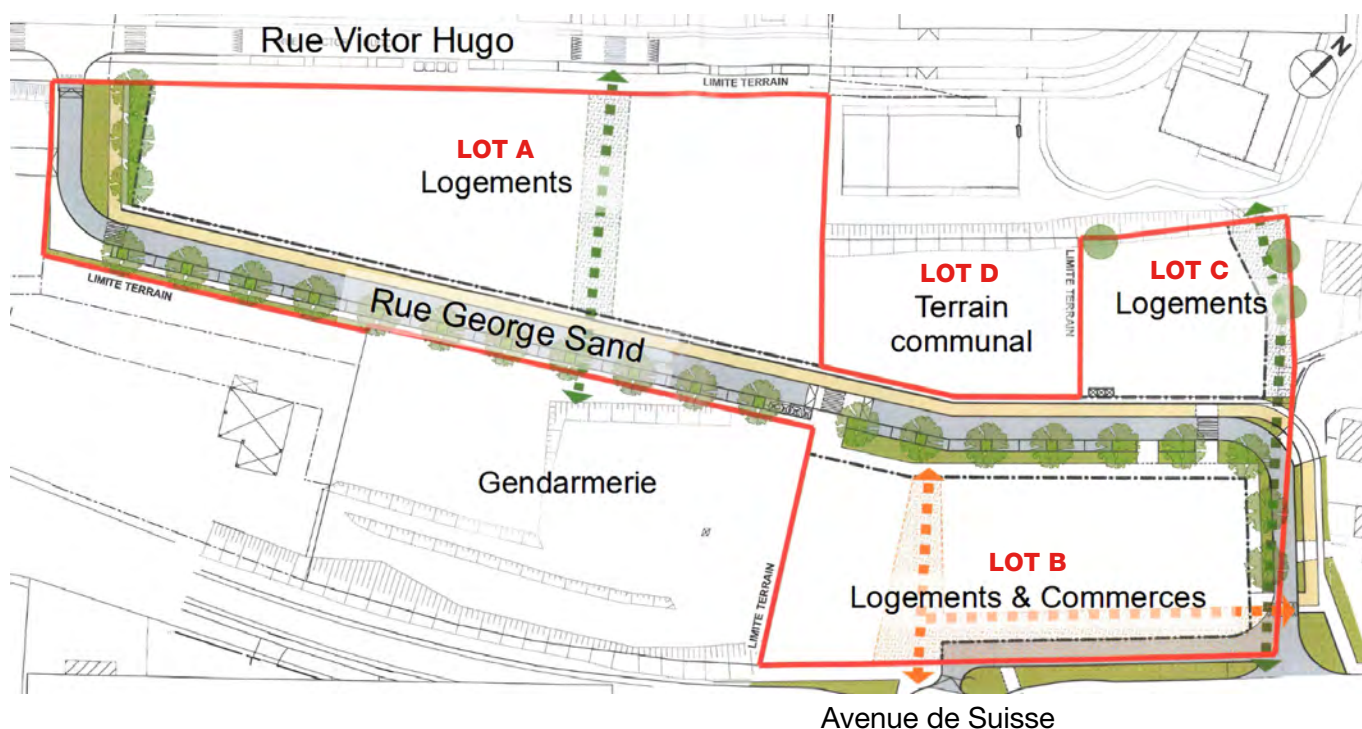 Rue Victor Hugo
N
LIMITE TERRAIN
LOT A
Logements
LOT D
Terrain
communal
LIMITE TERRAIN
LOT C
Logements
LIMITE TERRAIN
Rue George Sand
Gendarmerie
LIMITE TERRAIN
LOT B
Logements & Commerces
Avenue de Suisse